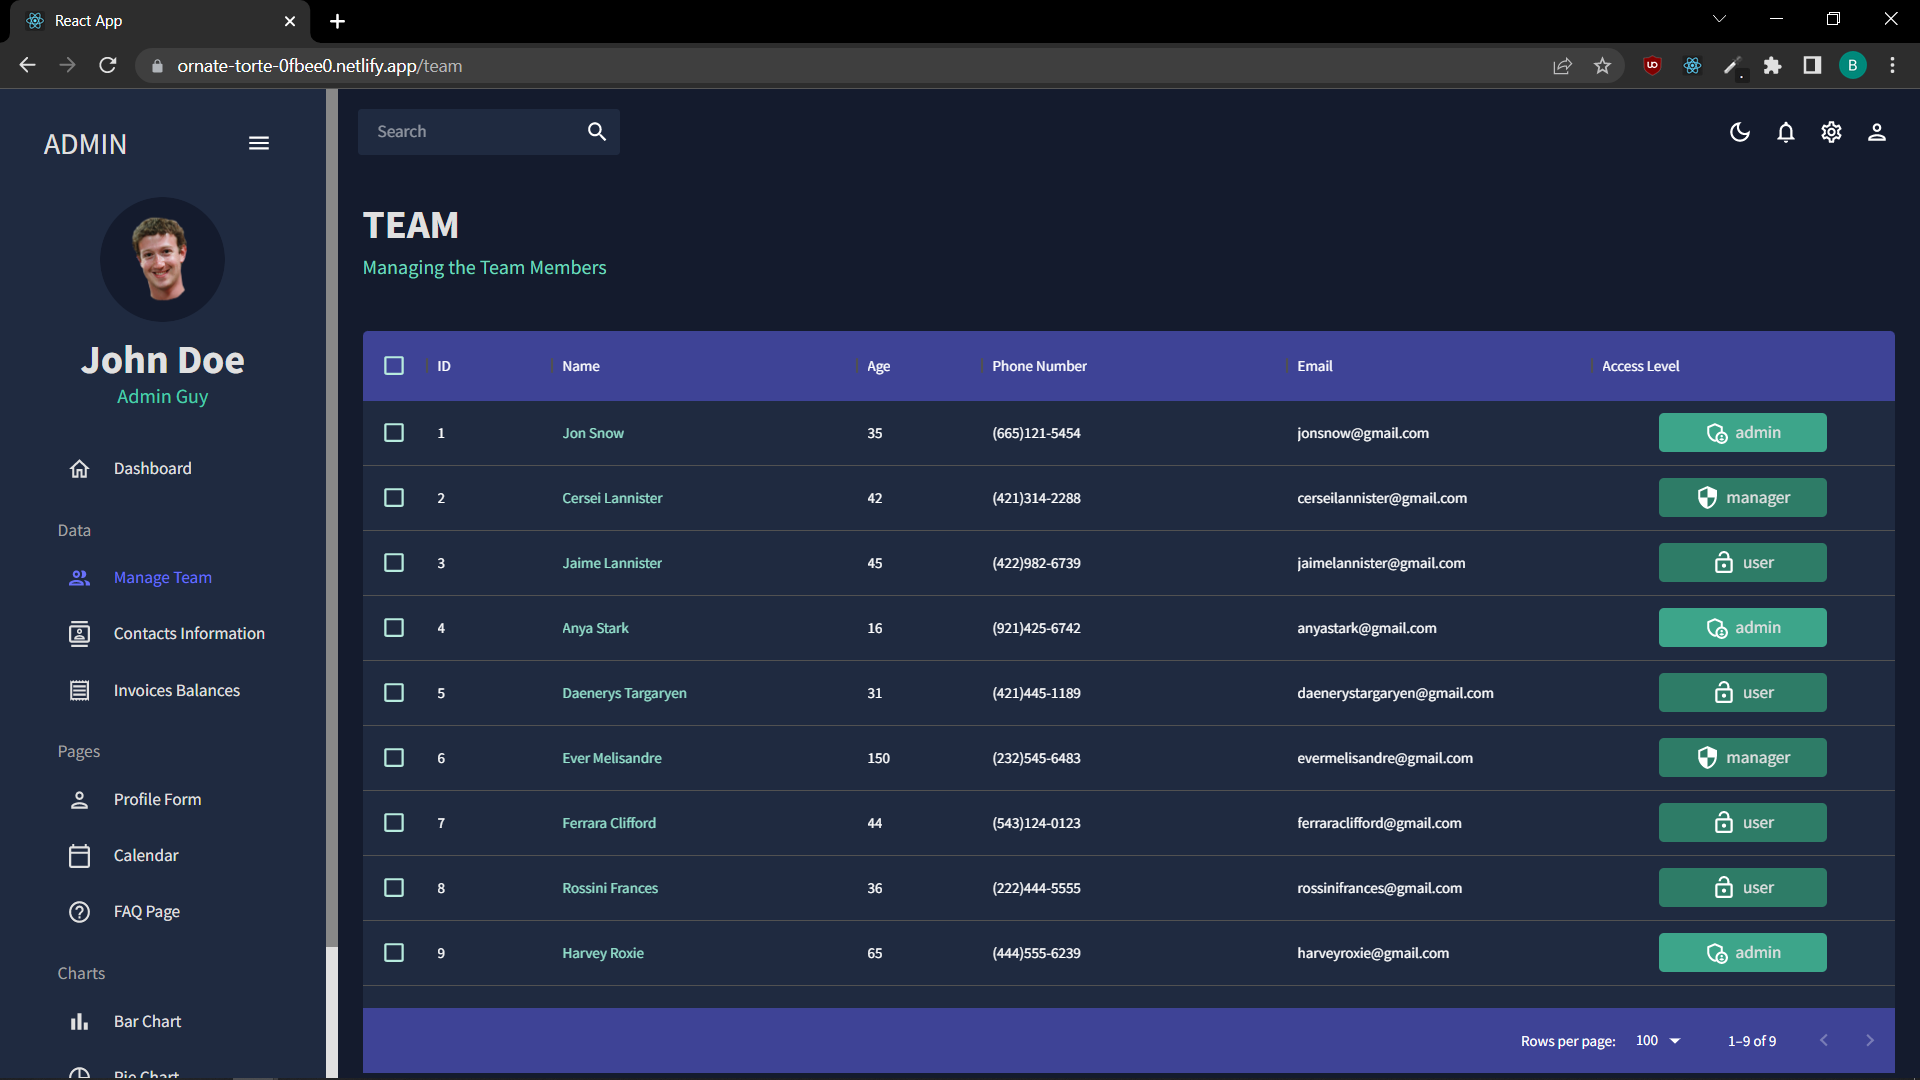 React App
ornate-torte-0fbee0.netlify.app/team
B
ADMIN
John Doe
Admin Guy
Dashboard
Data
Manage Team
Contacts Information
Invoices Balances
Pages
Profile Form
Calendar
FAQ Page
Charts
Bar Chart
Pie Chart
Search
TEAM
Managing the Team Members
ID Name Age Phone Number Email Access Level
1 Jon Snow 35 (665)121-5454 jonsnow@gmail.com admin
2 Cersei Lannister 42 (421)314-2288 cerseilannister@gmail.com manager
3 Jaime Lannister 45 (422)982-6739 jaimelannister@gmail.com user
4 Anya Stark 16 (921)425-6742 anyastark@gmail.com admin
5 Daenerys Targaryen 31 (421)445-1189 daenerystargaryen@gmail.com user
6 Ever Melisandre 150 (232)545-6483 evermelisandre@gmail.com manager
7 Ferrara Clifford 44 (543)124-0123 ferraraclifford@gmail.com user
8 Rossini Frances 36 (222)444-5555 rossinifrances@gmail.com user
9 Harvey Roxie 65 (444)555-6239 harveyroxie@gmail.com admin
Rows per page: 100 1–9 of 9